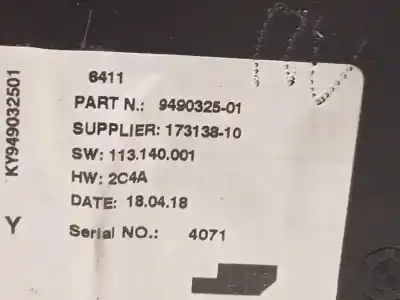 6411
PART N.: 9490325-01
SUPPLIER: 173138-10
SW: 113.140.001
HW: 2C4A
DATE: 18.04.18
Serial NO.: 4071
KY949032501
Y